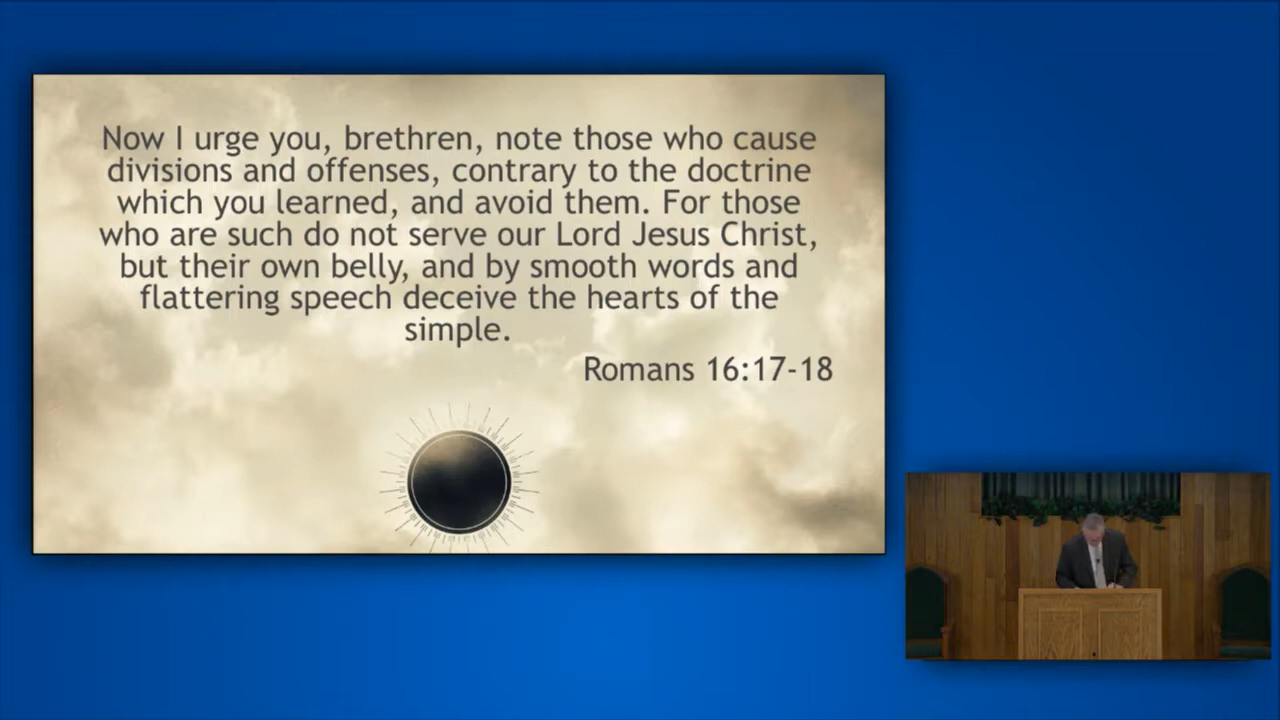 Now I urge you, brethren, note those who cause
divisions and offenses, contrary to the doctrine
which you learned, and avoid them. For those
who are such do not serve our Lord Jesus Christ,
but their own belly, and by smooth words and
flattering speech deceive the hearts of the
simple.
Romans 16:17-18